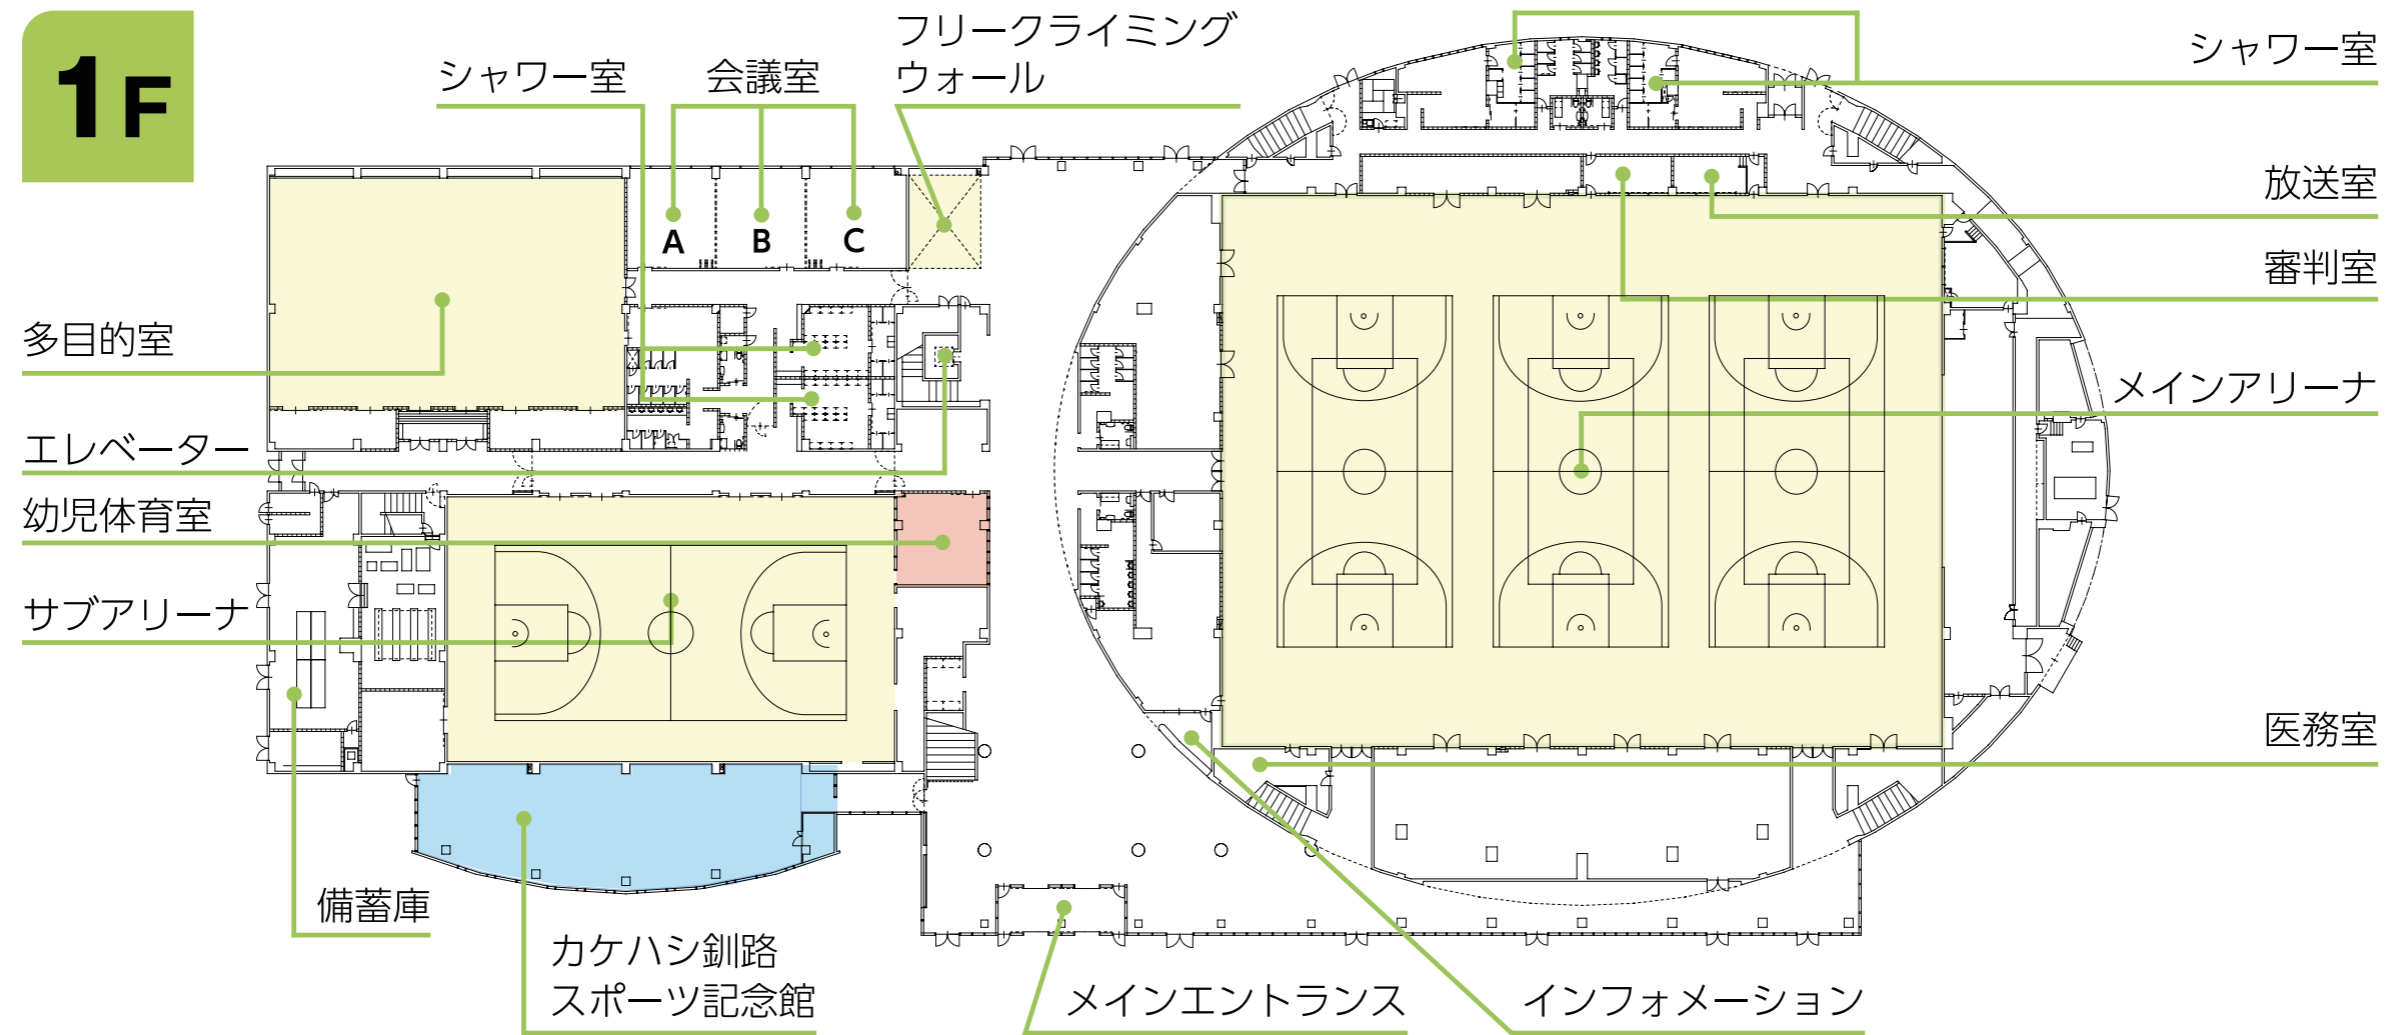 1F
シャワー室
会議室
フリークライミング
ウォール
シャワー室
放送室
審判室
A
B
C
多目的室
メインアリーナ
エレベーター
幼児体育室
サブアリーナ
医務室
備蓄庫
カケハシ釧路
スポーツ記念館
メインエントランス
インフォメーション